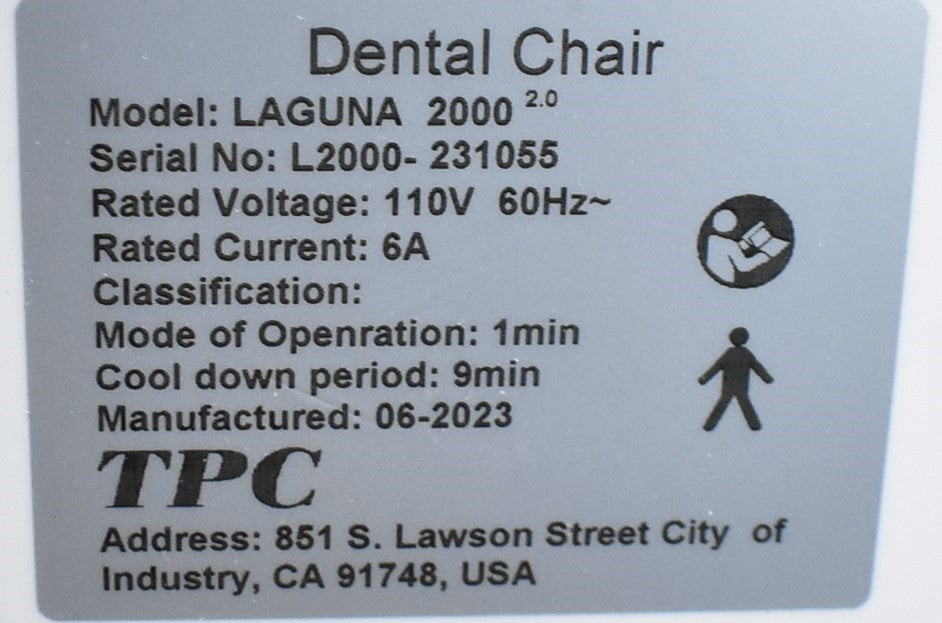 Dental Chair
Model: LAGUNA 2000 2.0
Serial No: L2000- 231055
Rated Voltage: 110V 60Hz~
Rated Current: 6A
Classification:
Mode of Openration: 1min
Cool down period: 9min
Manufactured: 06-2023
TPC
Address: 851 S. Lawson Street City of
Industry, CA 91748, USA